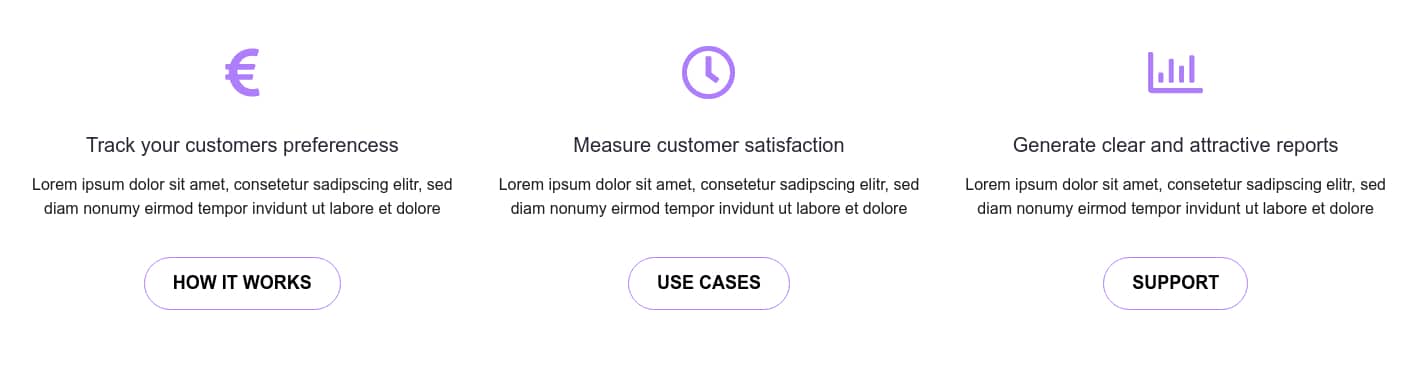 €
Track your customers preferencess
Lorem ipsum dolor sit amet, consetetur sadipscing elitr, sed
diam nonumy eirmod tempor invidunt ut labore et dolore
HOW IT WORKS
Measure customer satisfaction
Lorem ipsum dolor sit amet, consetetur sadipscing elitr, sed
diam nonumy eirmod tempor invidunt ut labore et dolore
USE CASES
Generate clear and attractive reports
Lorem ipsum dolor sit amet, consetetur sadipscing elitr, sed
diam nonumy eirmod tempor invidunt ut labore et dolore
SUPPORT